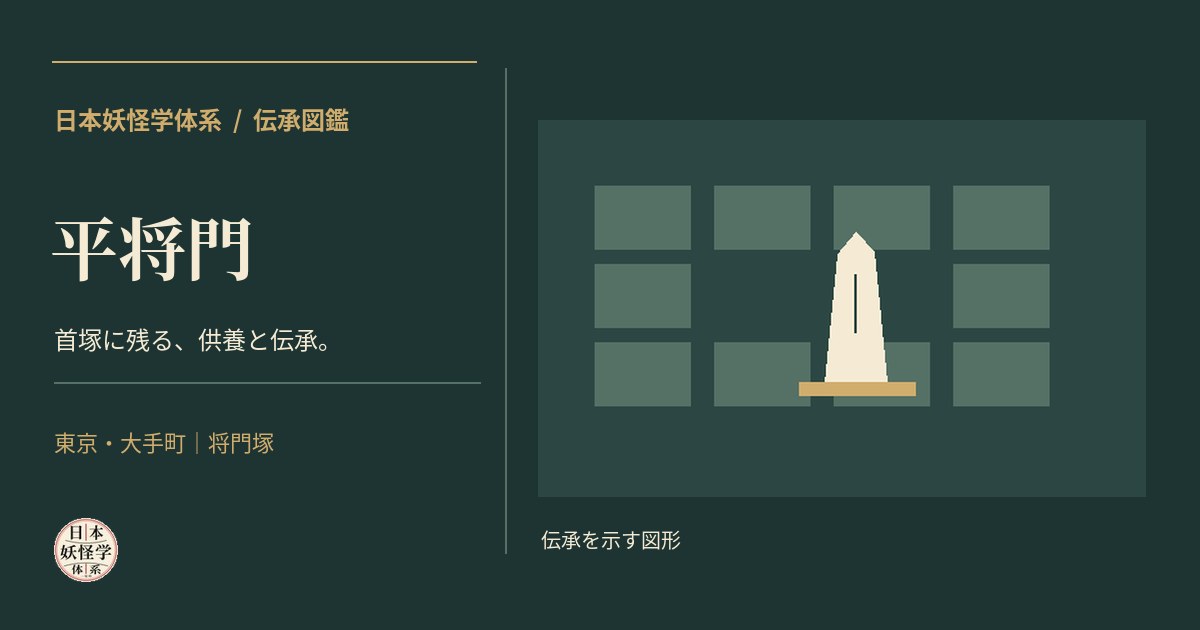 日本妖怪学体系 / 伝承図鑑
平将門
首塚に残る、供養と伝承。
東京・大手町｜将門塚
日本
妖怪学
体系
伝承を示す図形